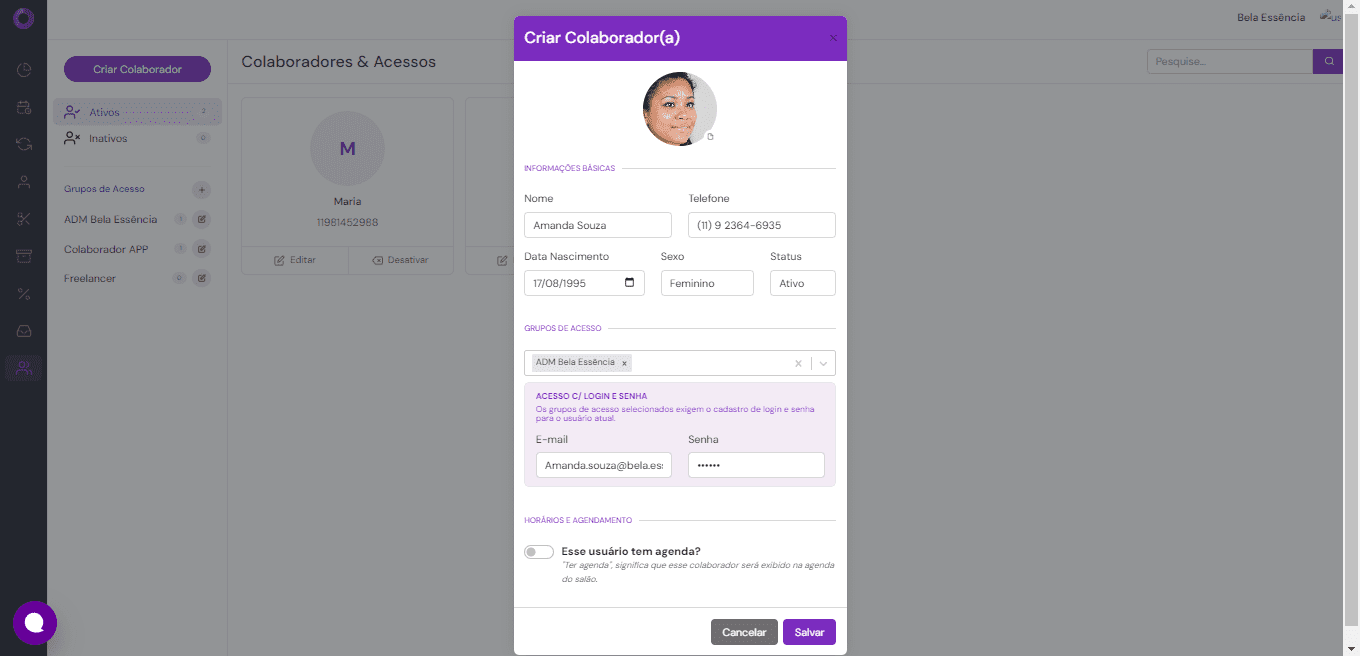 Bela Essência
Criar Colaborador(a)
×
Criar Colaborador
Colaboradores & Acessos
Pesquise...
Ativos
2
Inativos
0
Grupos de Acesso
+
ADM Bela Essência
1
Colaborador APP
1
Freelancer
0
M
Maria
11981452988
Editar
Desativar
INFORMAÇÕES BÁSICAS
Nome
Telefone
Amanda Souza
(11) 9 2364-6935
Data Nascimento
Sexo
Status
17/08/1995
Feminino
Ativo
GRUPOS DE ACESSO
ADM Bela Essência ×
ACESSO C/ LOGIN E SENHA
Os grupos de acesso selecionados exigem o cadastro de login e senha
para o usuário atual.
E-mail
Senha
Amanda.souza@bela.es
••••••
HORÁRIOS E AGENDAMENTO
Esse usuário tem agenda?
"Ter agenda", significa que esse colaborador será exibido na agenda
do salão.
Cancelar
Salvar